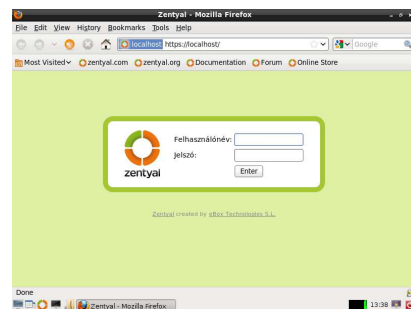 Zentyal - Mozilla Firefox
File Edit View History Bookmarks Tools Help
localhost https://localhost/
Google
Most Visited zentyal.com zentyal.org Documentation Forum Online Store
Felhasználónév:
Jelszó:
Enter
zentyal
Zentyal created by eBox Technologies S.L.
Done
Zentyal - Mozilla Firefox
13:38